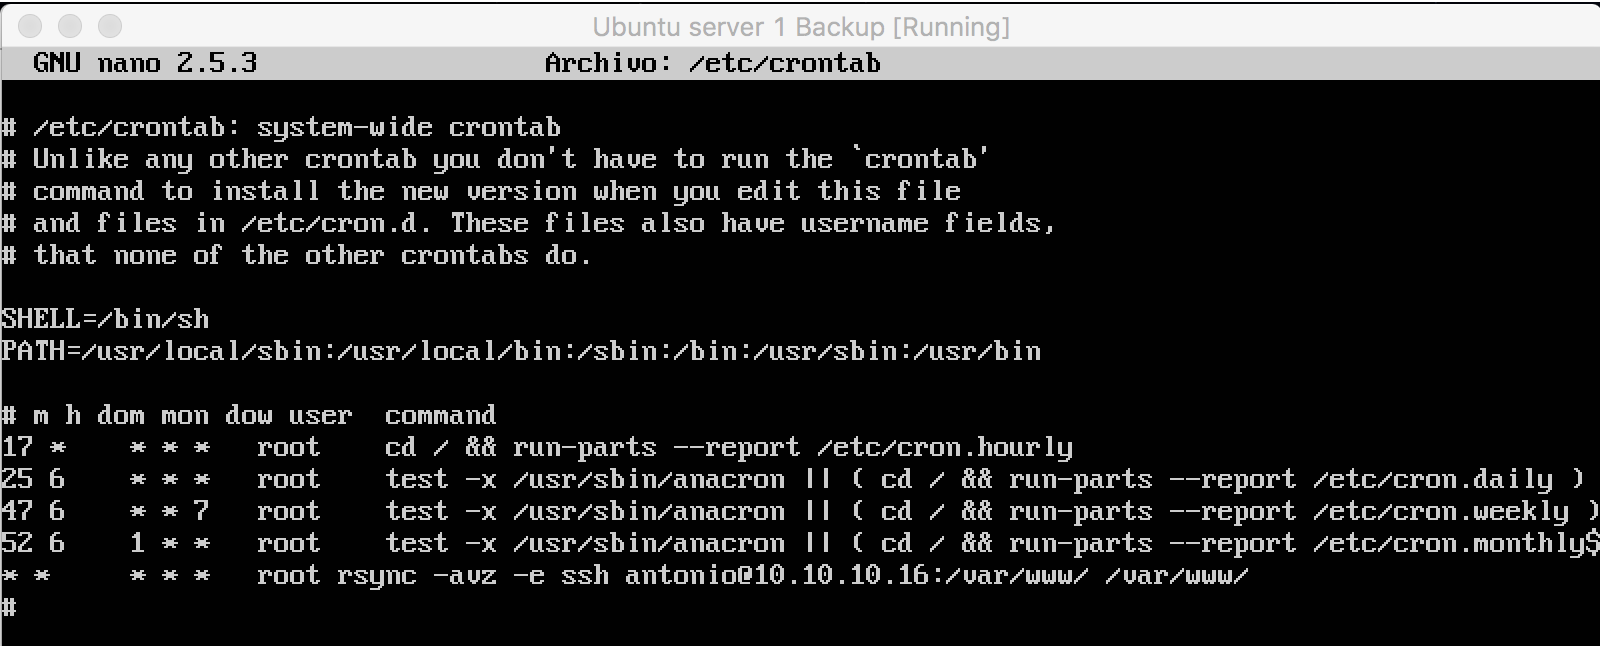 Ubuntu server 1 Backup [Running]
GNU nano 2.5.3 Archivo: /etc/crontab
# /etc/crontab: system-wide crontab
# Unlike any other crontab you don't have to run the `crontab'
# command to install the new version when you edit this file
# and files in /etc/cron.d. These files also have username fields,
# that none of the other crontabs do.
SHELL=/bin/sh
PATH=/usr/local/sbin:/usr/local/bin:/sbin:/bin:/usr/sbin:/usr/bin
# m h dom mon dow user  command
17 *    * * *   root    cd / && run-parts --report /etc/cron.hourly
25 6    * * *   root    test -x /usr/sbin/anacron || ( cd / && run-parts --report /etc/cron.daily )
47 6    * * 7   root    test -x /usr/sbin/anacron || ( cd / && run-parts --report /etc/cron.weekly )
52 6    1 * *   root    test -x /usr/sbin/anacron || ( cd / && run-parts --report /etc/cron.monthly$
* *     * * *   root rsync -avz -e ssh antonio@10.10.10.16:/var/www/ /var/www/
#